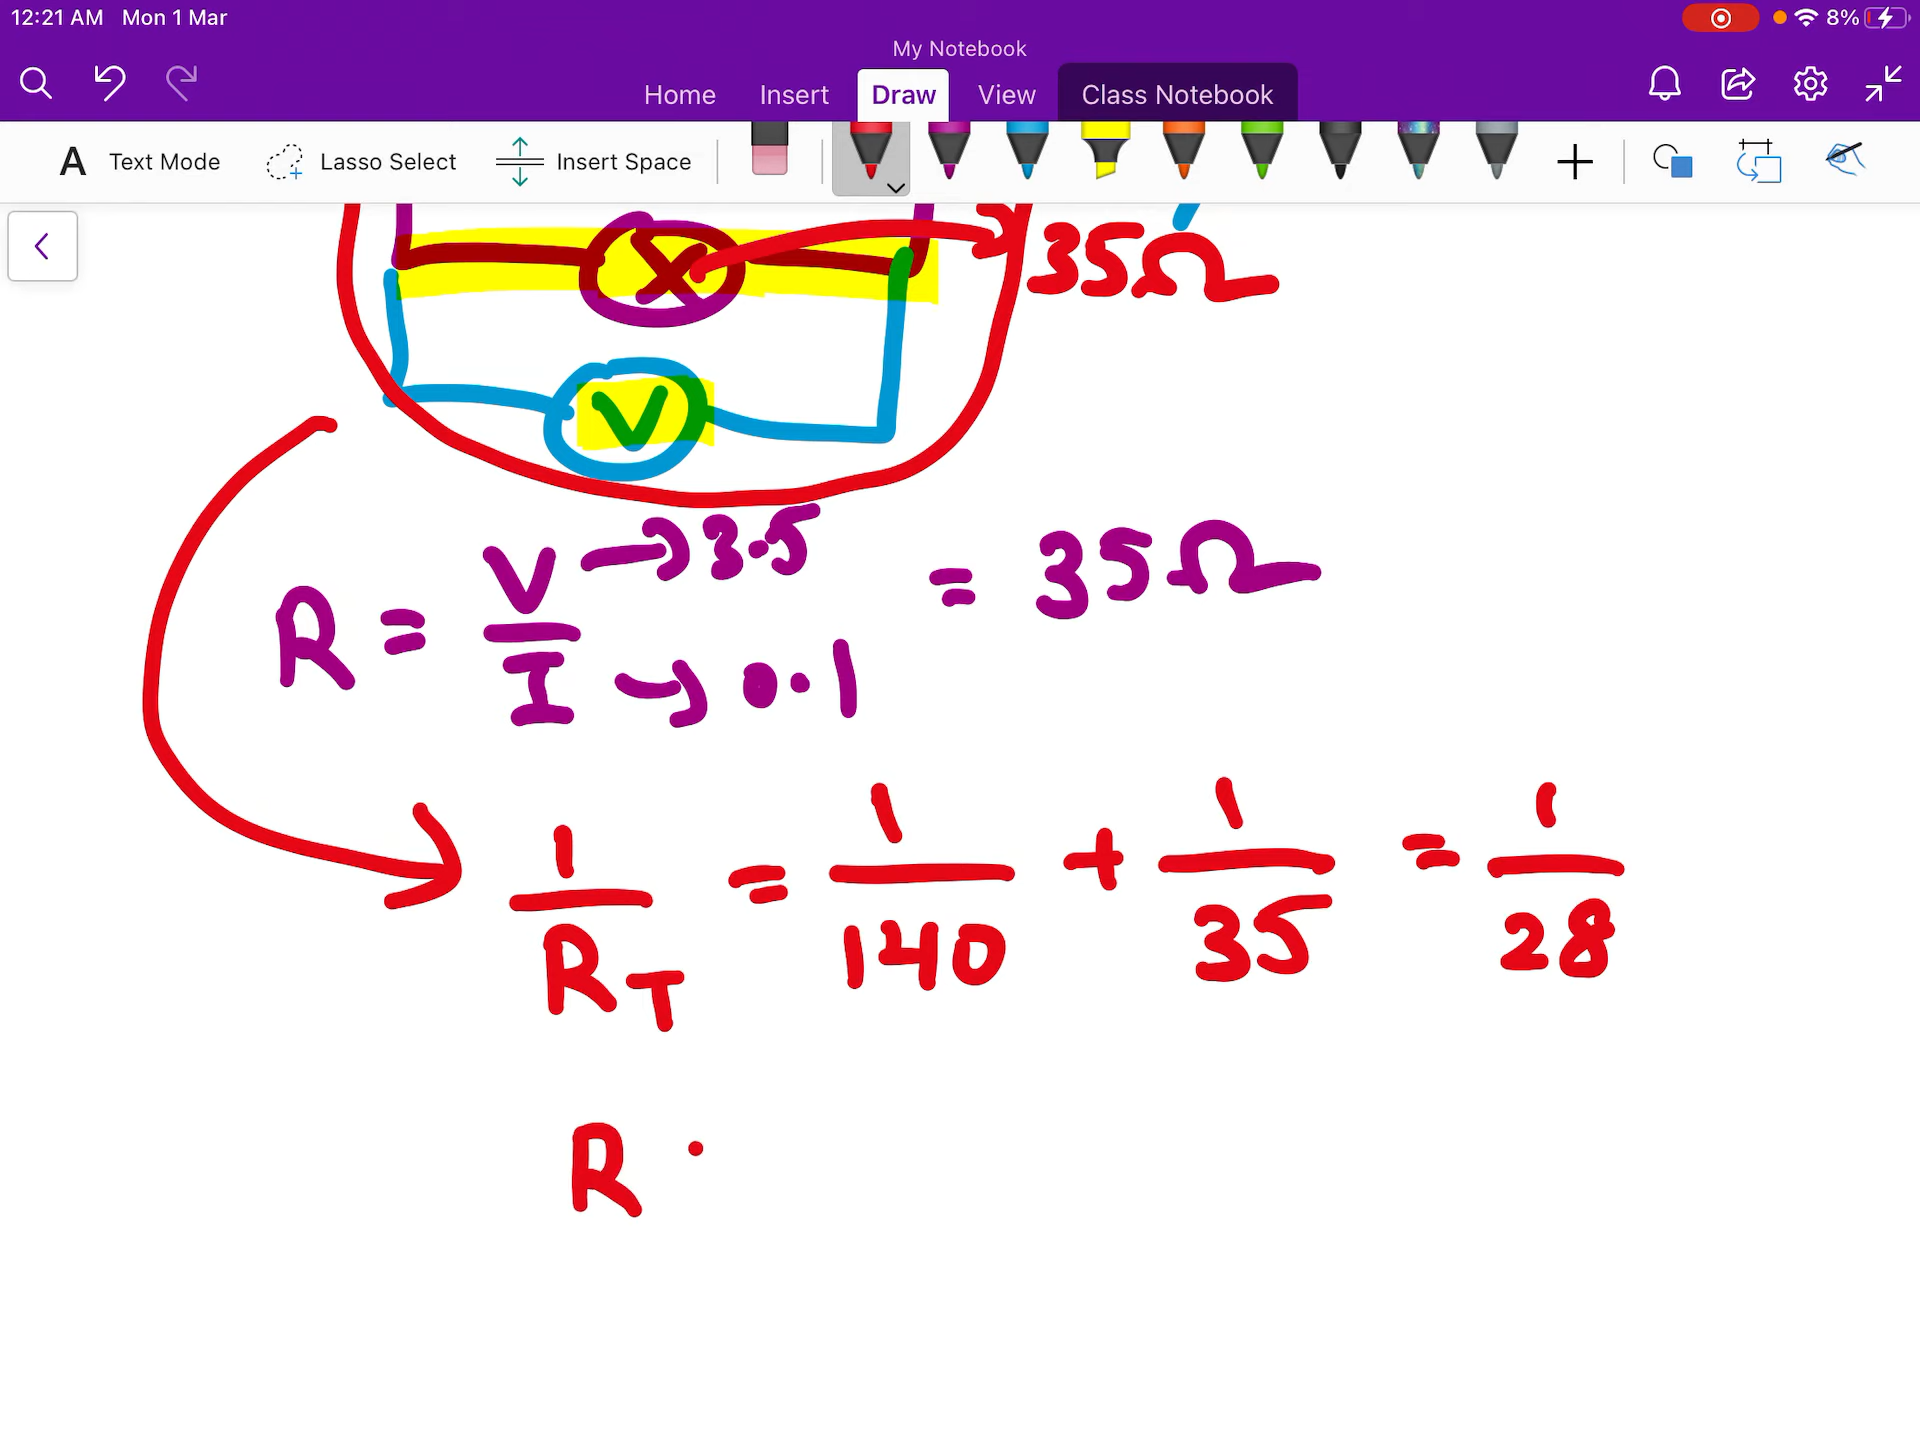 12:21 AM Mon 1 Mar
8%
My Notebook
Home Insert Draw View Class Notebook
A Text Mode Lasso Select Insert Space
X
35Ω
V
R = V/I → 3.5 → 0.1 = 35Ω
1/R_T = 1/140 + 1/35 = 1/28
R